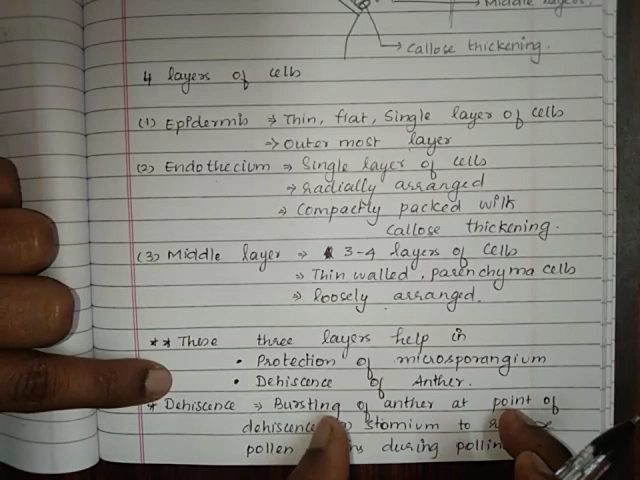 Middle layers.
callose thickening.
4 layers of cells
(1) Epidermis → Thin, flat, Single layer of cells
→ outer most layer
(2) Endothecium → Single layer of cells
→ radially arranged
→ compactly packed with
callose thickening.
(3) Middle layer → 3-4 layers of cells
→ Thin walled, parenchyma cells
→ loosely arranged.
** These three layers help in
• Protection of microsporangium
• Dehiscence of Anther.
* Dehiscence → Bursting of anther at point of
dehiscence stomium to
pollen during